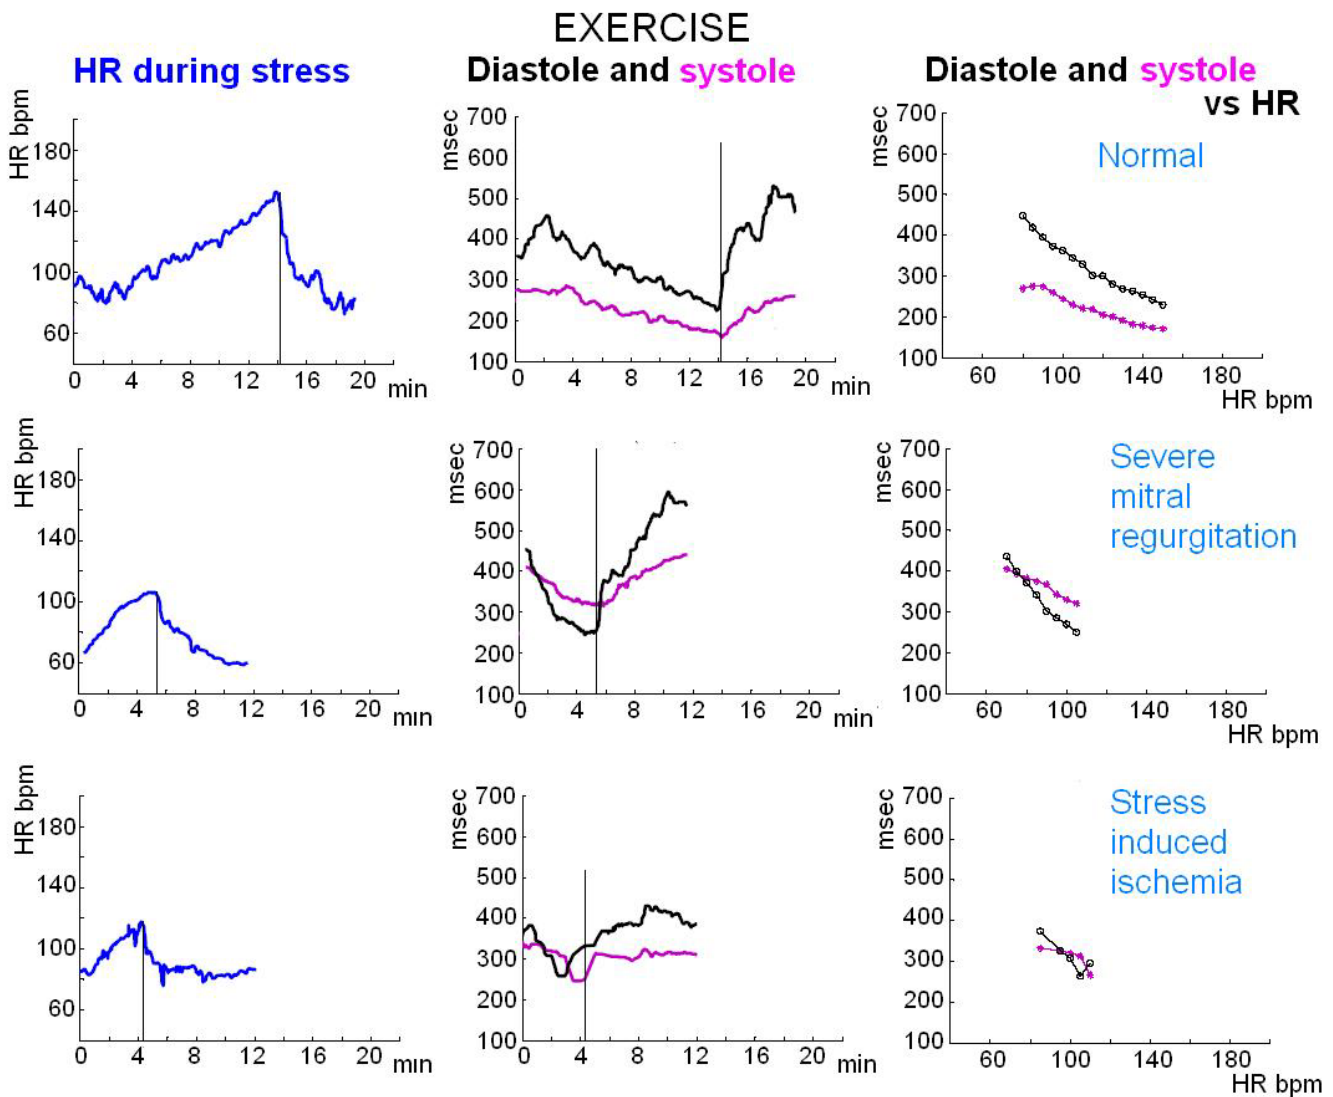 EXERCISE
HR during stress
Diastole and systole
Diastole and systole
vs HR
HR bpm
180
140
100
60
0 4 8 12 16 20 min
msec
700
600
500
400
300
200
100
0 4 8 12 16 20 min
msec
700
600
500
400
300
200
100
Normal
60 100 140 180
HR bpm
HR bpm
180
140
100
60
0 4 8 12 16 20 min
msec
700
600
500
400
300
200
100
0 4 8 12 16 20 min
msec
700
600
500
400
300
200
100
Severe
mitral
regurgitation
60 100 140 180
HR bpm
HR bpm
180
140
100
60
0 4 8 12 16 20 min
msec
700
600
500
400
300
200
100
0 4 8 12 16 20 min
msec
700
600
500
400
300
200
100
Stress
induced
ischemia
60 100 140 180
HR bpm